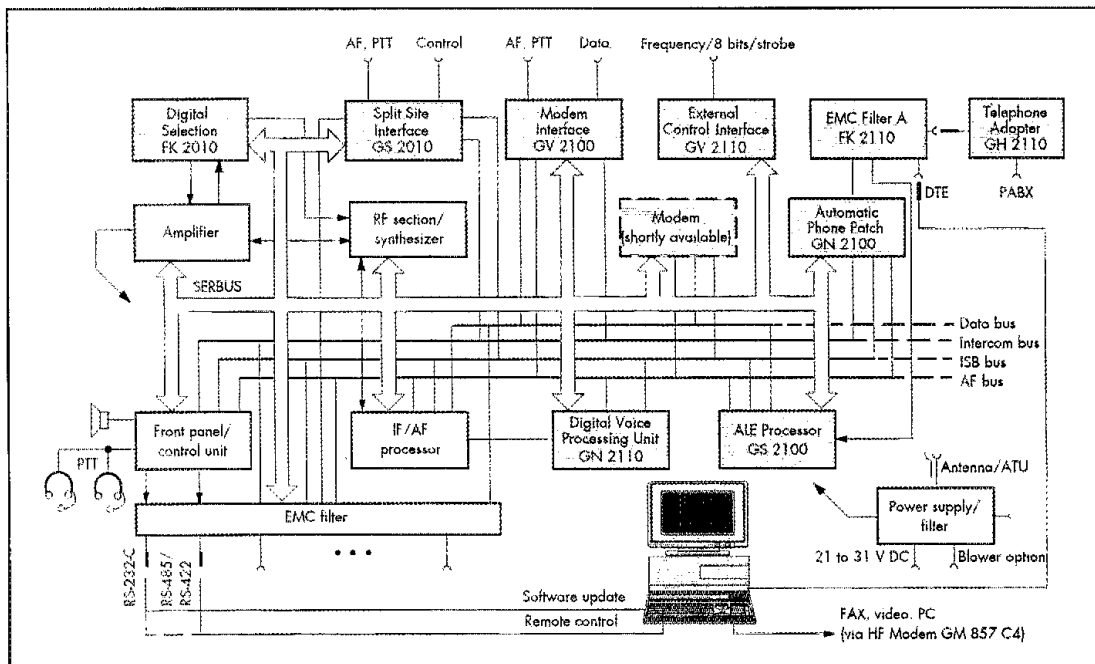 AF, PTT
Control
AF, PTT
Data
Frequency/8 bits/strobe
Digital
Selection
FK 2010
Split Site
Interface
GS 2010
Modem
Interface
GV 2100
External
Control Interface
GV 2110
EMC Filter A
FK 2110
Telephone
Adapter
GH 2110
DTE
PABX
Amplifier
RF section/
synthesizer
Modem
(shortly available)
Automatic
Phone Patch
GN 2100
SERBUS
Data bus
Intercom bus
ISB bus
AF bus
Front panel/
control unit
IF/AF
processor
Digital Voice
Processing Unit
GN 2110
ALE Processor
GS 2100
PTT
Antenna/ATU
EMC filter
Power supply/
filter
RS-232-C
RS-485/
RS-422
• • •
21 to 31 V DC
Blower option
Software update
Remote control
FAX, video, PC
(via HF Modem GM 857 C4)